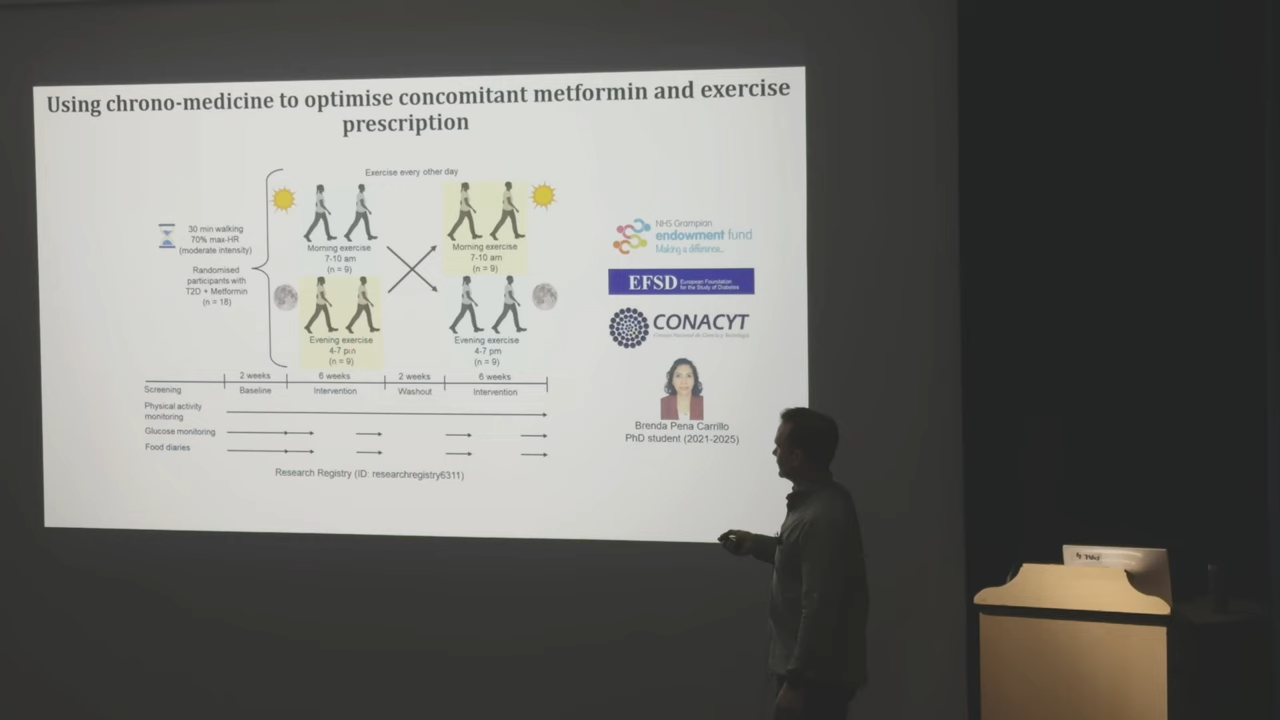 Using chrono-medicine to optimise concomitant metformin and exercise
prescription
Exercise every other day
30 min walking
70% max-HR
(moderate intensity)
Randomised
participants with
T2D + Metformin
(n = 18)
Morning exercise
7-10 am
(n = 9)
Morning exercise
7-10 am
(n = 9)
Evening exercise
4-7 pm
(n = 9)
Evening exercise
4-7 pm
(n = 9)
2 weeks
6 weeks
2 weeks
6 weeks
Screening
Baseline
Intervention
Washout
Intervention
Physical activity
monitoring
Glucose monitoring
Food diaries
Research Registry (ID: researchregistry6311)
NHS Grampian
endowment fund
Making a difference...
EFSD
European Foundation
for the Study of Diabetes
CONACYT
Brenda Pena Carrillo
PhD student (2021-2025)